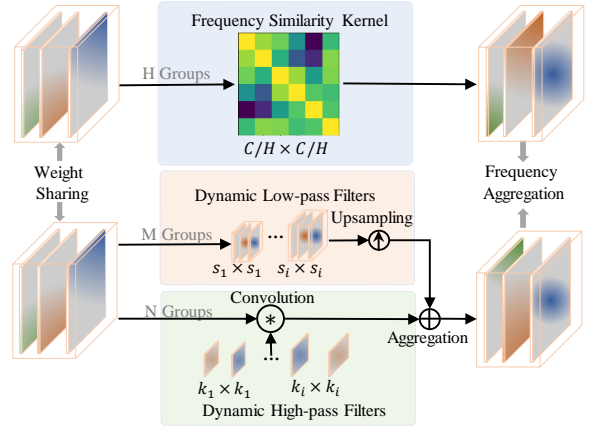 Frequency Similarity Kernel
H Groups
C/H × C/H
Weight
Sharing
Frequency
Aggregation
Dynamic Low-pass Filters
Upsampling
M Groups
...
s₁ × s₁ sᵢ × sᵢ
Convolution
N Groups
*
Aggregation
...
k₁ × k₁ kᵢ × kᵢ
Dynamic High-pass Filters